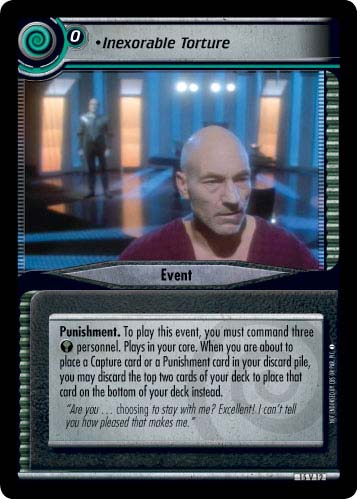 0
•Inexorable Torture
Event
Punishment. To play this event, you must command three
personnel. Plays in your core. When you are about to
place a Capture card or a Punishment card in your discard pile,
you may discard the top two cards of your deck to place that
card on the bottom of your deck instead.
"Are you ... choosing to stay with me? Excellent! I can't tell
you how pleased that makes me."
15 V 12